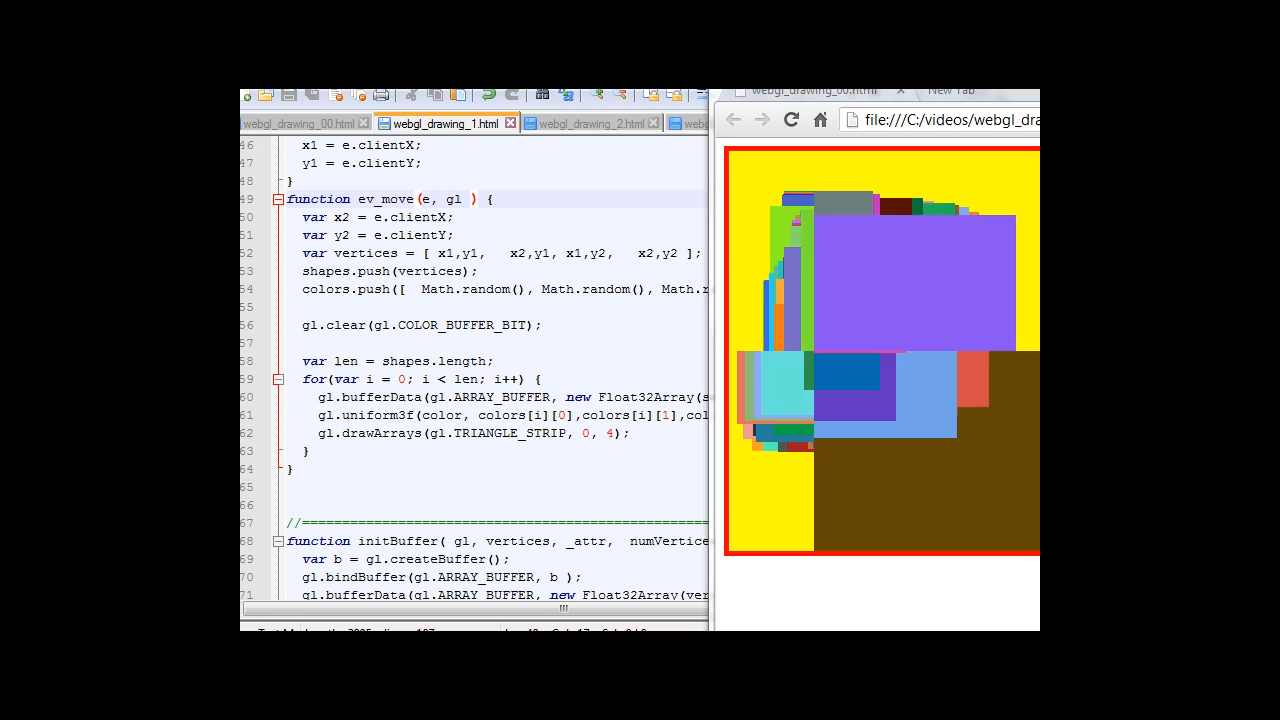 webgl_drawing_00.html
New Tab
webgl_drawing_00.html webgl_drawing_1.html webgl_drawing_2.html webg
file:///C:/videos/webgl_dra
46 x1 = e.clientX;
47 y1 = e.clientY;
48 }
49 function ev_move(e, gl ) {
50 var x2 = e.clientX;
51 var y2 = e.clientY;
52 var vertices = [ x1,y1, x2,y1, x1,y2, x2,y2 ];
53 shapes.push(vertices);
54 colors.push([ Math.random(), Math.random(), Math.r
55
56 gl.clear(gl.COLOR_BUFFER_BIT);
57
58 var len = shapes.length;
59 for(var i = 0; i < len; i++) {
60 gl.bufferData(gl.ARRAY_BUFFER, new Float32Array(s
61 gl.uniform3f(color, colors[i][0],colors[i][1],col
62 gl.drawArrays(gl.TRIANGLE_STRIP, 0, 4);
63 }
64 }
65
66
67 //===================================================
68 function initBuffer( gl, vertices, _attr, numVertice
69 var b = gl.createBuffer();
70 gl.bindBuffer(gl.ARRAY_BUFFER, b );
71 gl.bufferData(gl.ARRAY_BUFFER, new Float32Array(ver